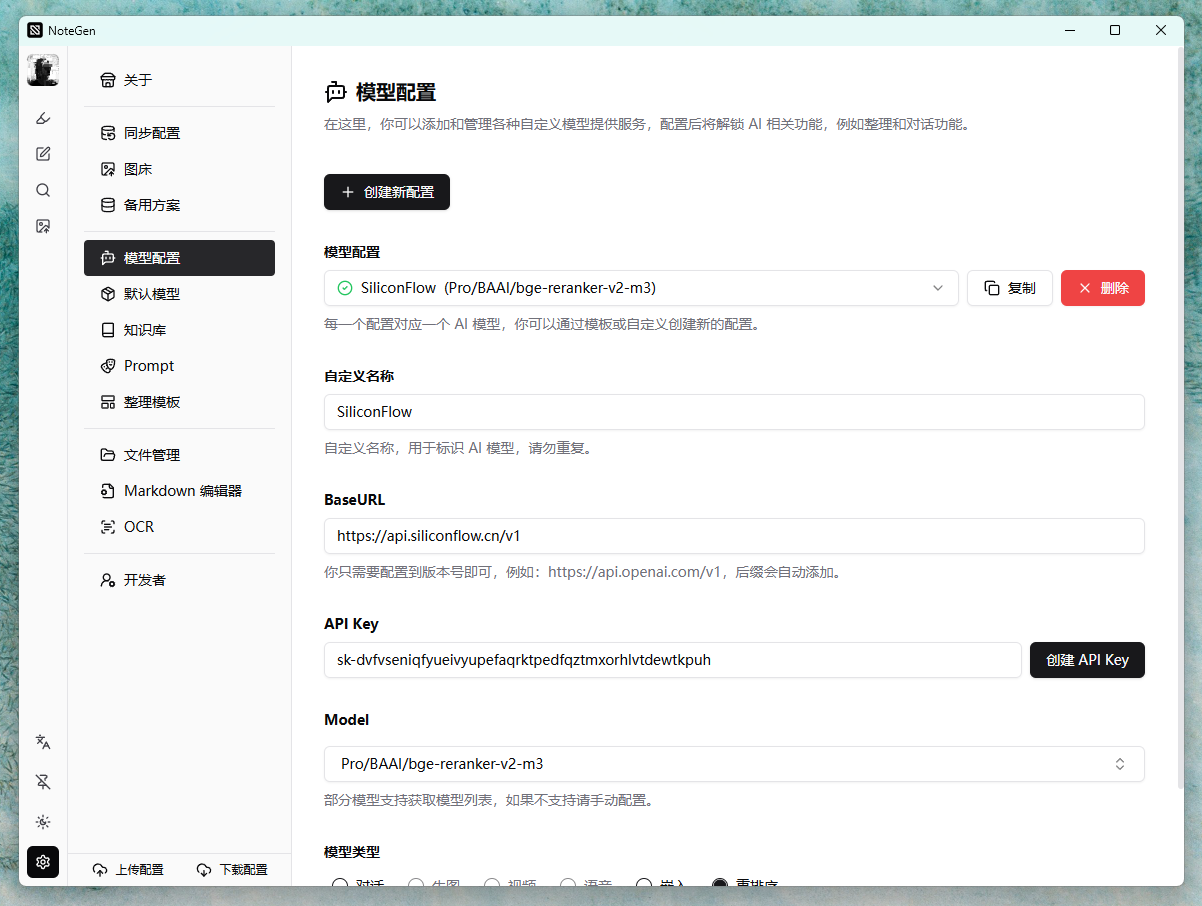 NoteGen
关于
同步配置
图床
备用方案
模型配置
默认模型
知识库
Prompt
整理模板
文件管理
Markdown 编辑器
OCR
开发者
上传配置
下载配置
模型配置
在这里，你可以添加和管理各种自定义模型提供服务，配置后将解锁 AI 相关功能，例如整理和对话功能。
创建新配置
模型配置
SiliconFlow (Pro/BAAI/bge-reranker-v2-m3)
复制
删除
每一个配置对应一个 AI 模型，你可以通过模板或自定义创建新的配置。
自定义名称
SiliconFlow
自定义名称，用于标识 AI 模型，请勿重复。
BaseURL
https://api.siliconflow.cn/v1
你只需要配置到版本号即可，例如：https://api.openai.com/v1，后缀会自动添加。
API Key
sk-dvfvseniqfyueivyupefaqrktpedfqztmxorhlvtdewtkpuh
创建 API Key
Model
Pro/BAAI/bge-reranker-v2-m3
部分模型支持获取模型列表，如果不支持请手动配置。
模型类型
对话 生图 视频 语音 嵌入 重排序